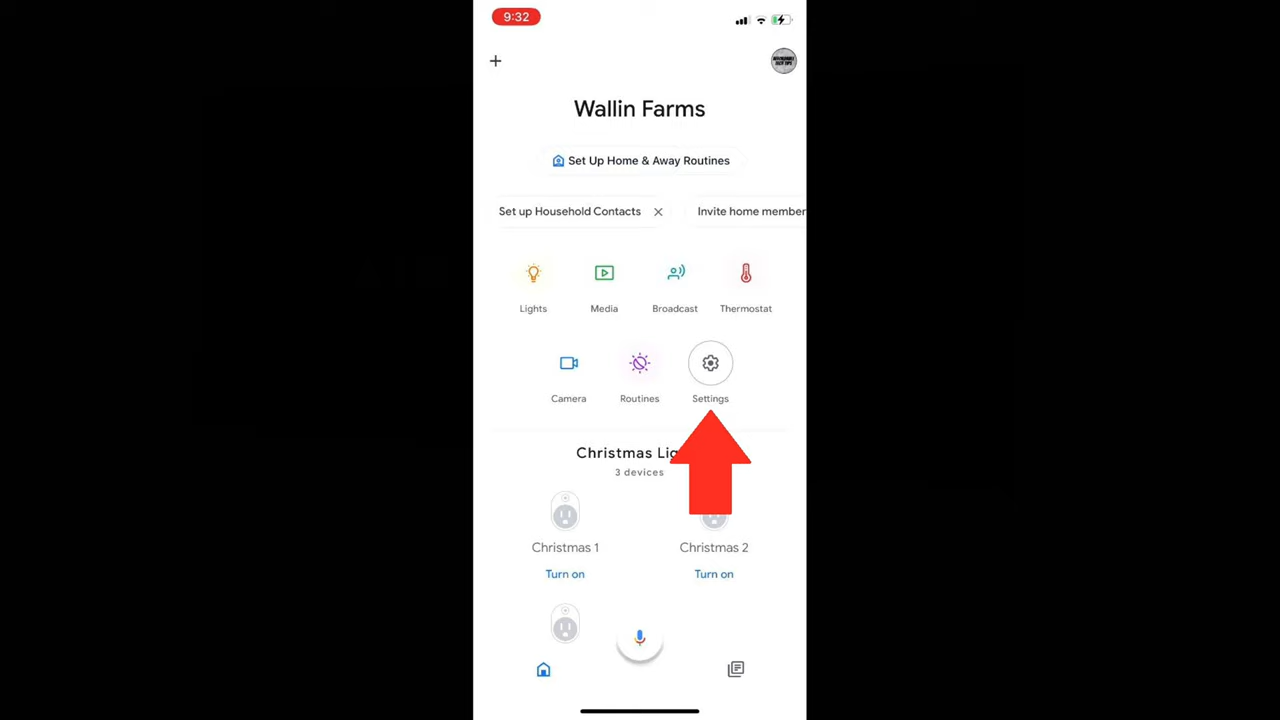 9:32
Wallin Farms
Set Up Home & Away Routines
Set up Household Contacts
Invite home member
Lights
Media
Broadcast
Thermostat
Camera
Routines
Settings
Christmas
3 devices
Christmas 1
Christmas 2
Turn on
Turn on